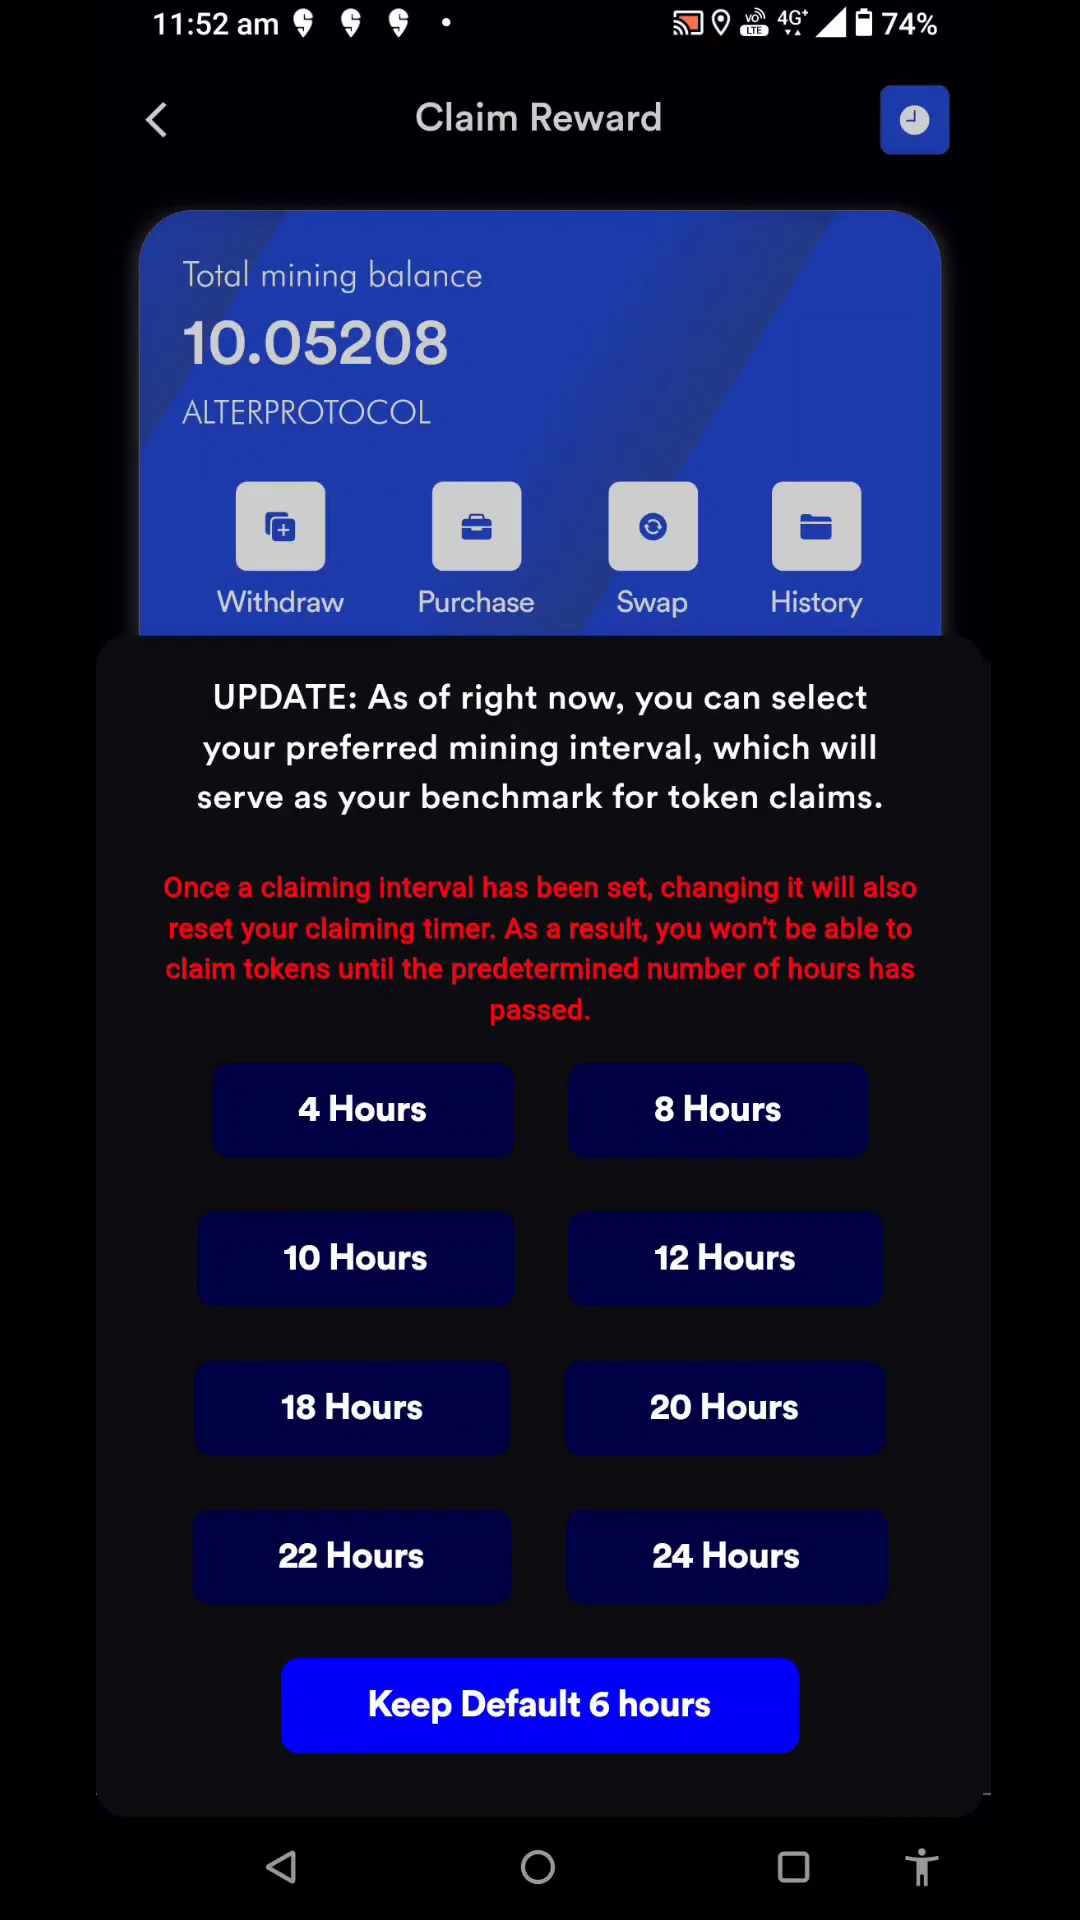 11:52 am
VO
LTE
4G+
74%
Claim Reward
Total mining balance
10.05208
ALTERPROTOCOL
Withdraw Purchase Swap History
UPDATE: As of right now, you can select
your preferred mining interval, which will
serve as your benchmark for token claims.
Once a claiming interval has been set, changing it will also
reset your claiming timer. As a result, you won't be able to
claim tokens until the predetermined number of hours has
passed.
4 Hours 8 Hours
10 Hours 12 Hours
18 Hours 20 Hours
22 Hours 24 Hours
Keep Default 6 hours